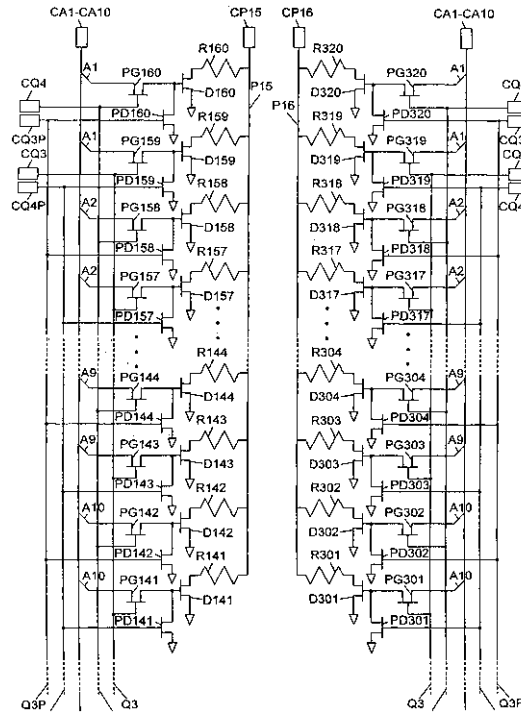 CA1-CA10 CP15 CP16 CA1-CA10
R160 R320
A1 PG160 PG320 A1
CQ4 D160 P15 D320
CQ3P PD160 P16 PD320 CQ
R159 R319
A1 PG159 PG319 A1
CQ3 D159 D319 CQ
CQ4P PD159 PD319
R158 R318
A2 PG158 PG318 A2
D158 D318
PD158 PD318
R157 R317
A2 PG157 PG317 A2
D157 D317
PD157 PD317
R144 R304
A9 PG144 PG304 A9
D144 D304
PD144 PD304
R143 R303
A9 PG143 PG303 A9
D143 D303
PD143 PD303
R142 R302
A10 PG142 PG302 A10
D142 D302
PD142 PD302
R141 R301
A10 PG141 PG301 A10
D141 D301
PD141 PD301
Q3P Q3 Q3 Q3P